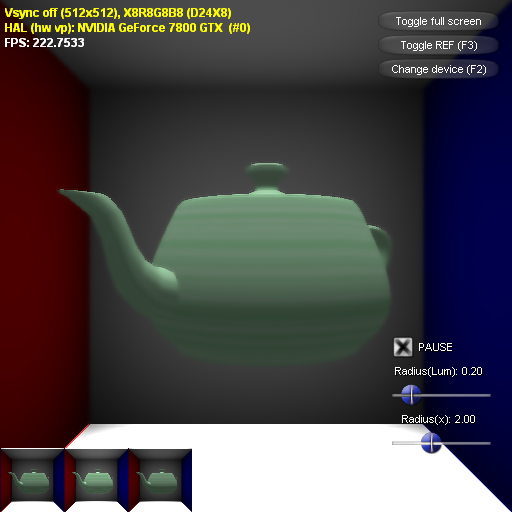 Vsync off (512x512), X8R8G8B8 (D24X8)
HAL (hw vp): NVIDIA GeForce 7800 GTX (#0)
FPS: 222.7533
Toggle full screen
Toggle REF (F3)
Change device (F2)
PAUSE
Radius(Lum): 0.20
Radius(x): 2.00